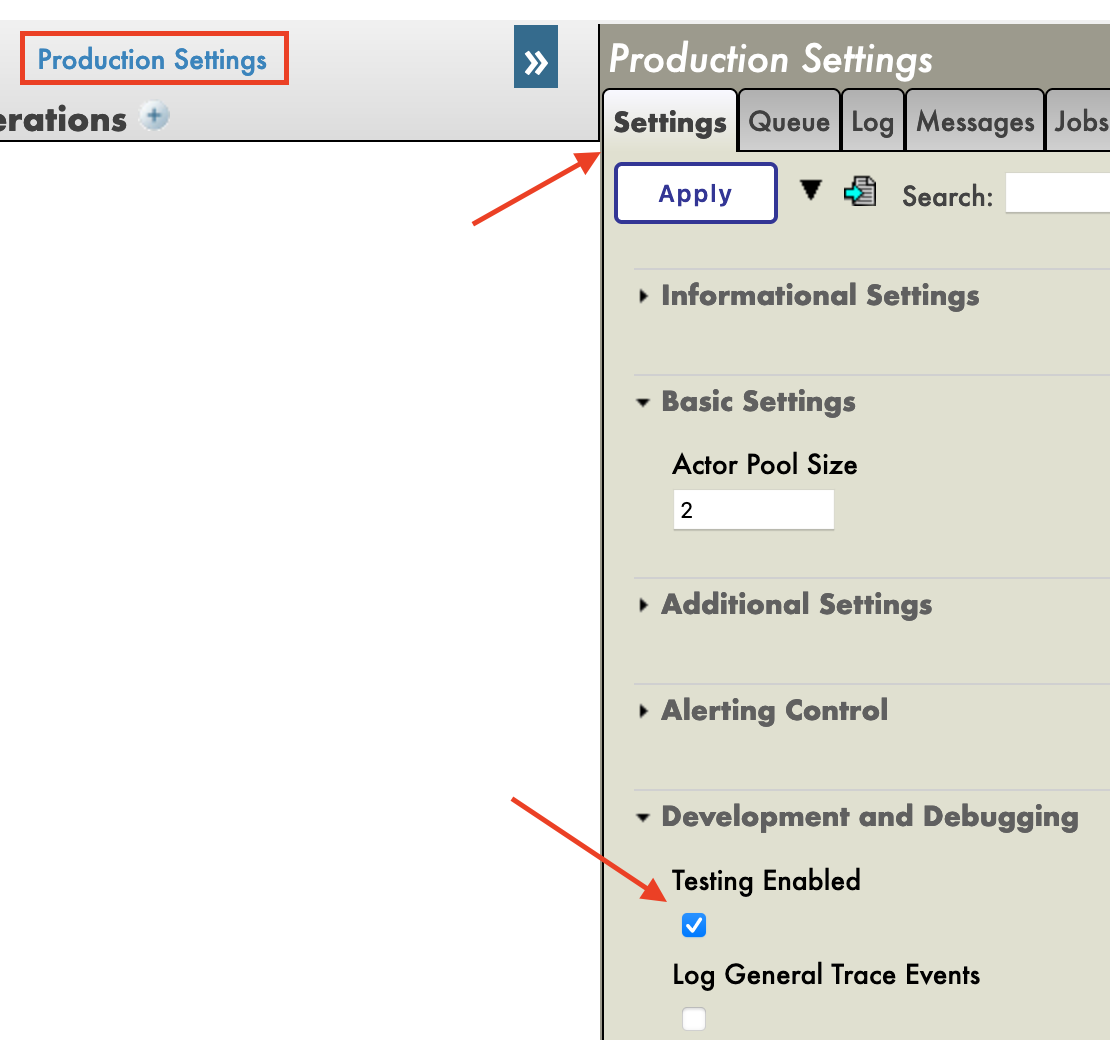 Production Settings
erations
»
Production Settings
Settings Queue Log Messages Jobs
Apply Search:
Informational Settings
Basic Settings
Actor Pool Size
2
Additional Settings
Alerting Control
Development and Debugging
Testing Enabled
Log General Trace Events